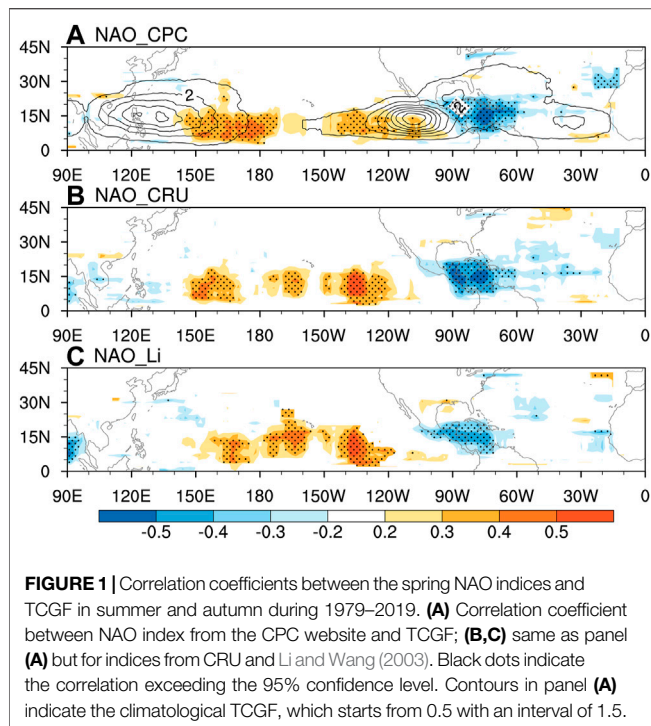 A NAO_CPC
45N
30N
15N
0
2
2
90E 120E 150E 180 150W 120W 90W 60W 30W 0
B NAO_CRU
45N
30N
15N
0
90E 120E 150E 180 150W 120W 90W 60W 30W 0
C NAO_Li
45N
30N
15N
0
90E 120E 150E 180 150W 120W 90W 60W 30W 0
-0.5 -0.4 -0.3 -0.2 0.2 0.3 0.4 0.5
FIGURE 1 | Correlation coefficients between the spring NAO indices and
TCGF in summer and autumn during 1979–2019. (A) Correlation coefficient
between NAO index from the CPC website and TCGF; (B,C) same as panel
(A) but for indices from CRU and Li and Wang (2003). Black dots indicate
the correlation exceeding the 95% confidence level. Contours in panel (A)
indicate the climatological TCGF, which starts from 0.5 with an interval of 1.5.